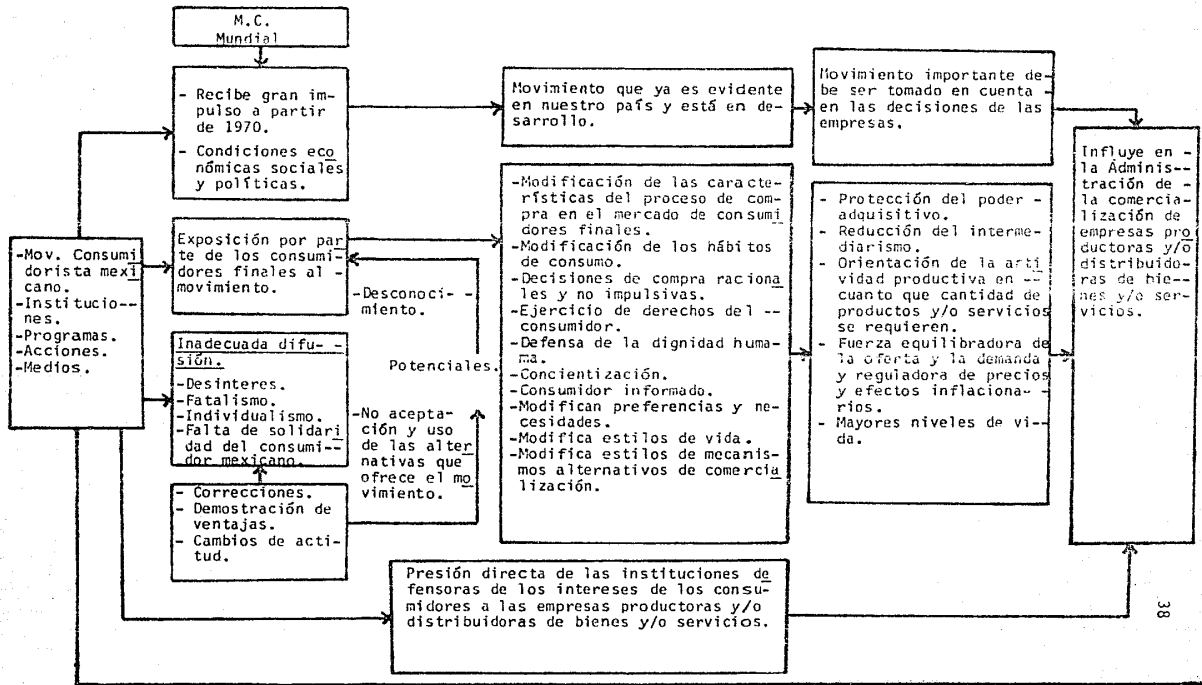 M.C.
Mundial
- Recibe gran im-
pulso a partir
de 1970.
- Condiciones eco
nómicas sociales
y políticas.
Movimiento que ya es evidente
en nuestro país y está en de-
sarrollo.
Movimiento importante de-
be ser tomado en cuenta -
en las decisiones de las
empresas.
Influye en -
la Adminis--
tración de -
la comercia-
lización de
empresas pro
ductoras y/o
distribuido-
ras de bie--
nes y/o ser-
vicios.
-Mov. Consumi
dorista mexi
cano.
-Institucio--
nes.
-Programas.
-Acciones.
-Medios.
Exposición por par
te de los consumi-
dores finales al -
movimiento.
-Desconoci- -
miento.
Potenciales.
-No acepta-
ción y uso
de las alter
nativas que
ofrece el mo
vimiento.
Inadecuada difu- -
sión.
-Desinteres.
-Fatalismo.
-Individualismo.
-Falta de solidari
dad del consumi--
dor mexicano.
- Correcciones.
- Demostración de
ventajas.
- Cambios de acti-
tud.
-Modificación de las caracte-
rísticas del proceso de com-
pra en el mercado de consumi
dores finales.
-Modificación de los hábitos
de consumo.
-Decisiones de compra raciona
les y no impulsivas.
-Ejercicio de derechos del --
consumidor.
-Defensa de la dignidad huma-
ma.
-Concientización.
-Consumidor informado.
-Modifican preferencias y ne-
cesidades.
-Modifica estilos de vida.
-Modifica estilos de mecanis-
mos alternativos de comercia
lización.
- Protección del poder -
adquisitivo.
- Reducción del interme-
diarismo.
- Orientación de la acti
vidad productiva en --
cuanto que cantidad de
productos y/o servicios
se requieren.
- Fuerza equilibradora de
la oferta y la demanda
y reguladora de precios
y efectos inflaciona- -
rios.
- Mayores niveles de vi--
da.
Presión directa de las instituciones de
fensoras de los intereses de los consu-
midores a las empresas productoras y/o
distribuidoras de bienes y/o servicios.
38